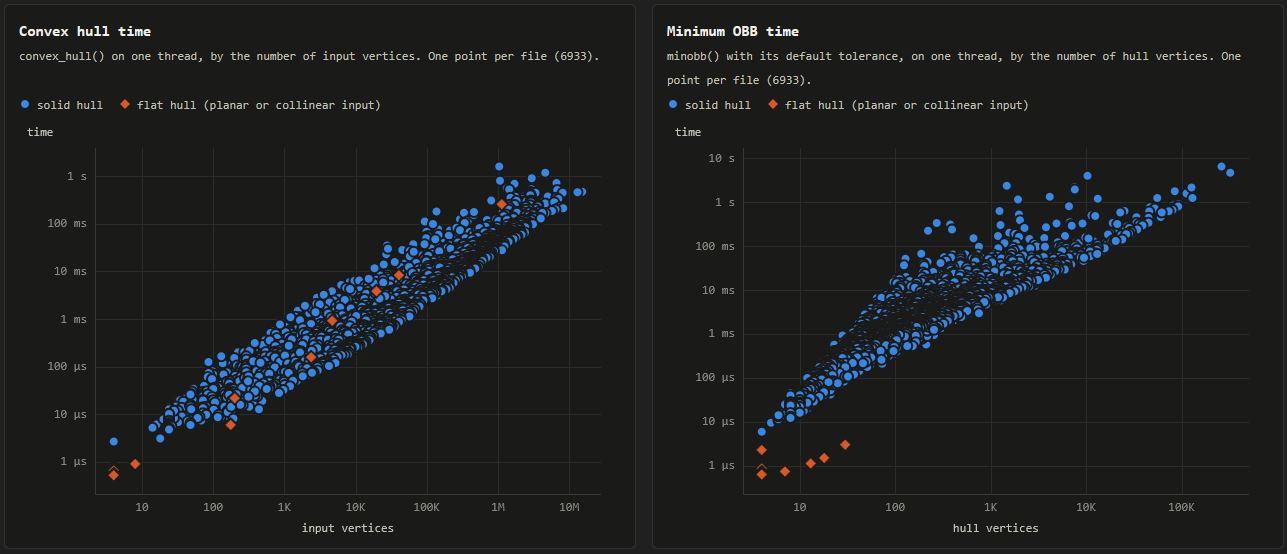 Convex hull time
convex_hull() on one thread, by the number of input vertices. One point per file (6933).
solid hull
flat hull (planar or collinear input)
time
1 s
100 ms
10 ms
1 ms
100 µs
10 µs
1 µs
10
100
1K
10K
100K
1M
10M
input vertices
Minimum OBB time
minobb() with its default tolerance, on one thread, by the number of hull vertices. One
point per file (6933).
solid hull
flat hull (planar or collinear input)
time
10 s
1 s
100 ms
10 ms
1 ms
100 µs
10 µs
1 µs
10
100
1K
10K
100K
hull vertices